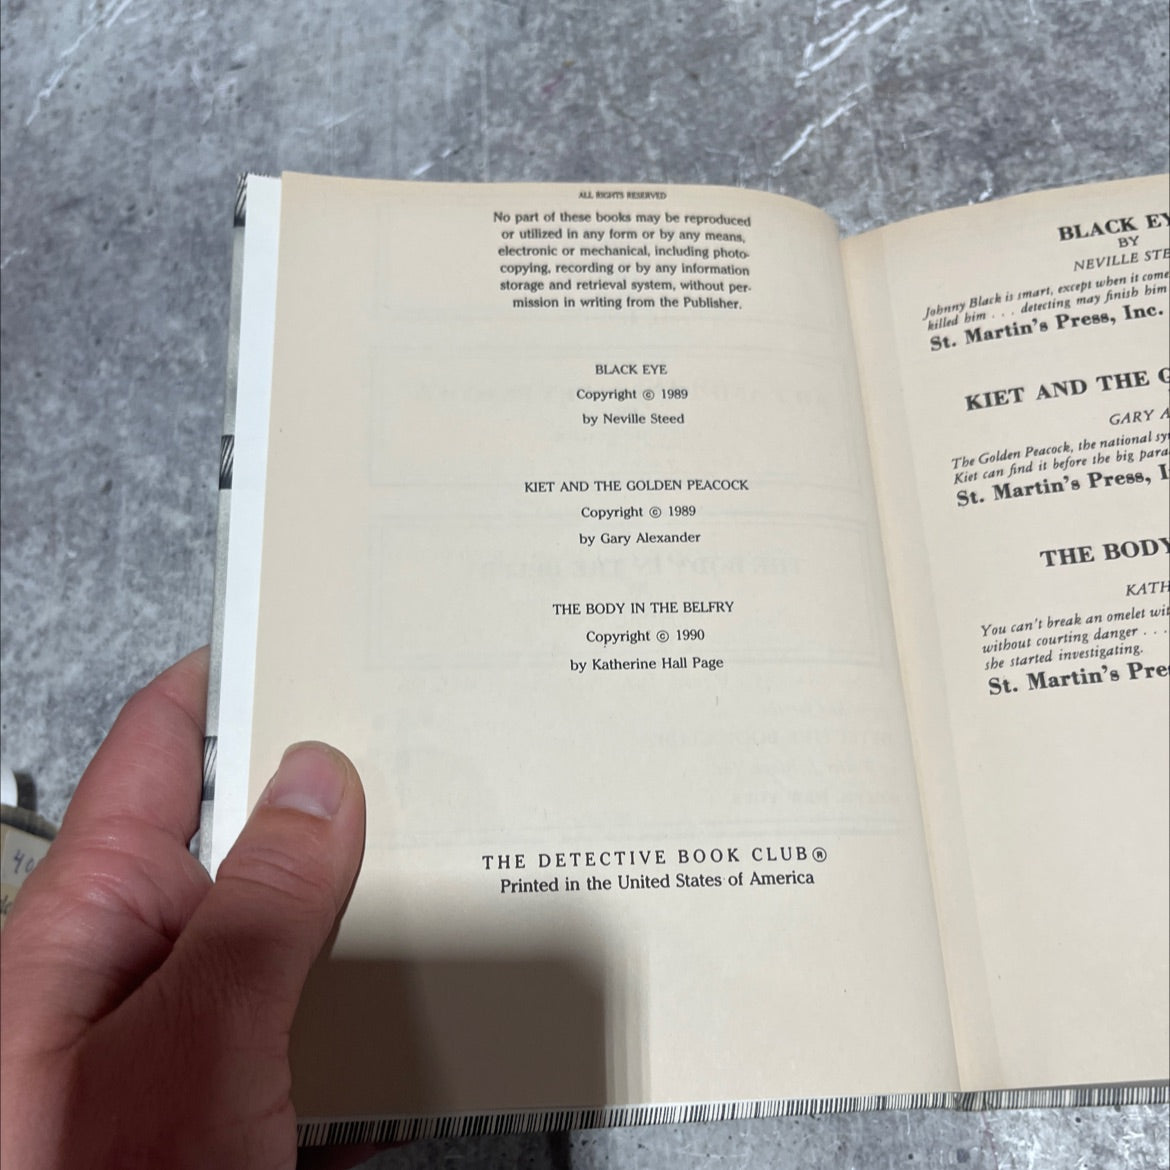 ALL RIGHTS RESERVED
No part of these books may be reproduced
or utilized in any form or by any means,
electronic or mechanical, including photo-
copying, recording or by any information
storage and retrieval system, without per-
mission in writing from the Publisher.
BLACK EYE
Copyright © 1989
by Neville Steed
KIET AND THE GOLDEN PEACOCK
Copyright © 1989
by Gary Alexander
THE BODY IN THE BELFRY
Copyright © 1990
by Katherine Hall Page
THE DETECTIVE BOOK CLUB®
Printed in the United States of America
BLACK EY
BY
NEVILLE STE
Johnny Black is smart, except when it come
killed him . . . detecting may finish him
St. Martin's Press, Inc.
KIET AND THE G
GARY A
The Golden Peacock, the national sy
Kiet can find it before the big para
St. Martin's Press, I
THE BODY
KATH
You can't break an omelet wit
without courting danger . . .
she started investigating.
St. Martin's Pre
40